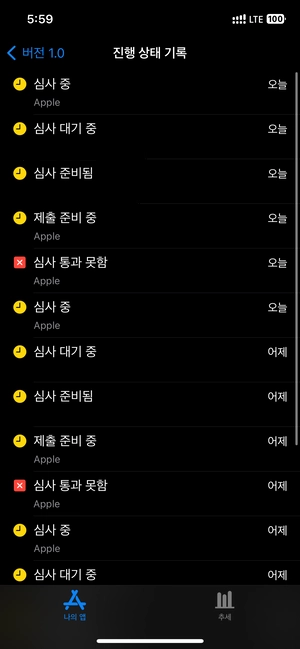 5:59
LTE 100
버전 1.0
진행 상태 기록
심사 중 오늘
Apple
심사 대기 중 오늘
심사 준비됨 오늘
제출 준비 중 오늘
Apple
심사 통과 못함 오늘
Apple
심사 중 오늘
Apple
심사 대기 중 어제
심사 준비됨 어제
제출 준비 중 어제
Apple
심사 통과 못함 어제
Apple
심사 중 어제
Apple
심사 대기 중 어제
나의 앱 추세